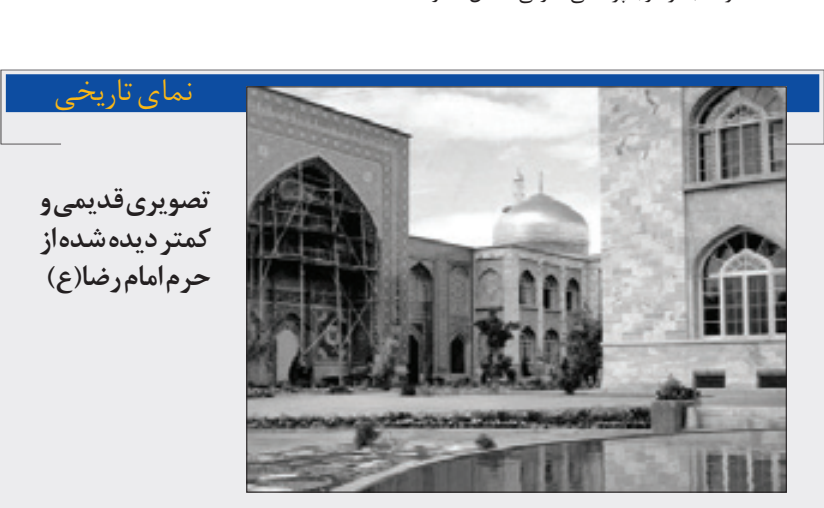 نمای تاریخی
تصویری قدیمی و
کمتر دیده شده از
حرم امام رضا(ع)